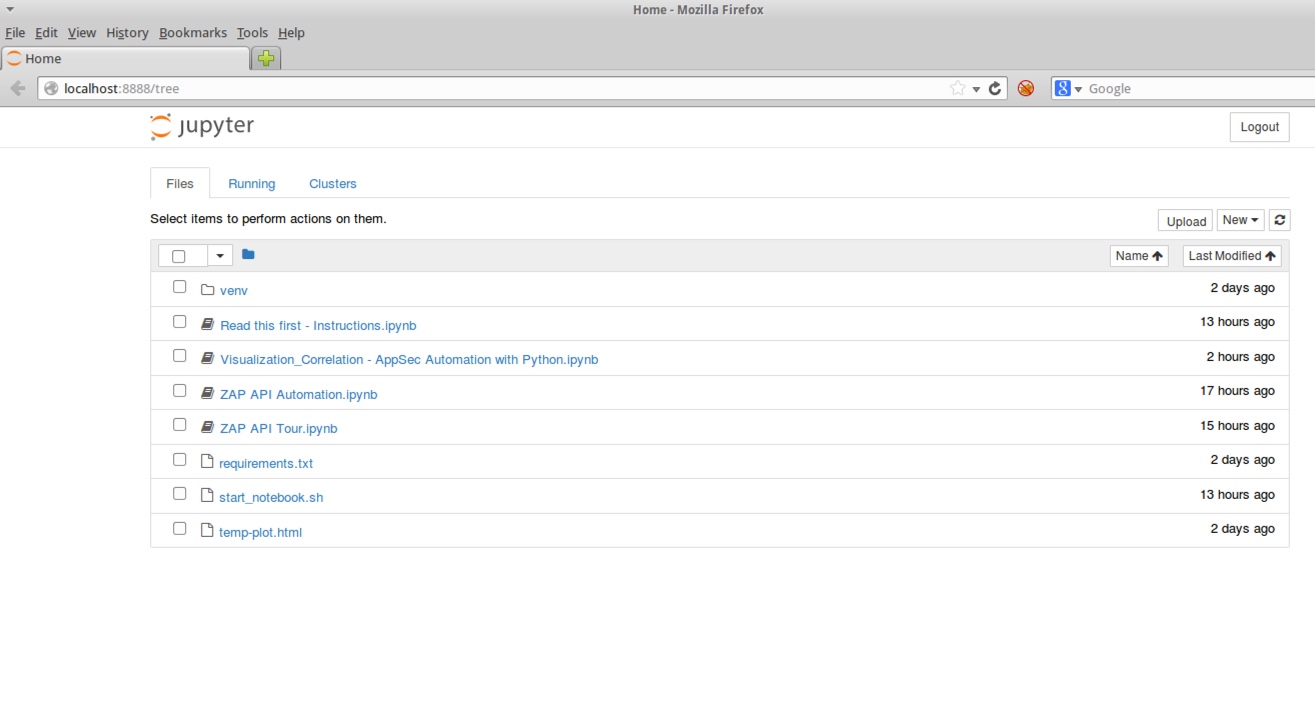 Home - Mozilla Firefox
File Edit View History Bookmarks Tools Help
Home
localhost:8888/tree
8 Google
jupyter
Logout
Files Running Clusters
Select items to perform actions on them.
Upload New
Name Last Modified
venv 2 days ago
Read this first - Instructions.ipynb 13 hours ago
Visualization_Correlation - AppSec Automation with Python.ipynb 2 hours ago
ZAP API Automation.ipynb 17 hours ago
ZAP API Tour.ipynb 15 hours ago
requirements.txt 2 days ago
start_notebook.sh 13 hours ago
temp-plot.html 2 days ago